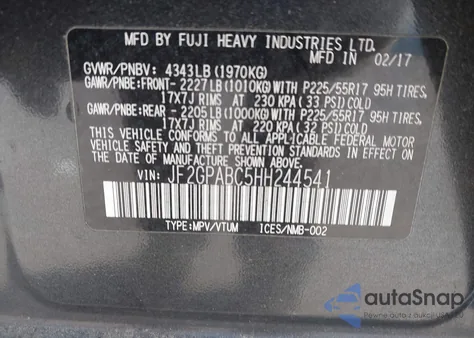 MFD BY FUJI HEAVY INDUSTRIES LTD.
MFD IN 02/17
GVWR/PNBV: 4343LB(1970KG)
GAWR/PNBE:FRONT- 2227LB(1010KG)WITH P225/55R17 95H TIRES,
17X7J RIMS AT 230 KPA(33 PSI)COLD
GAWR/PNBE:REAR - 2205LB(1000KG)WITH P225/55R17 95H TIRES,
17X7J RIMS AT 220 KPA(32 PSI)COLD
THIS VEHICLE CONFORMS TO ALL APPLICABLE FEDERAL MOTOR
VEHICLE SAFETY AND THEFT PREVENTION STANDARDS IN EFFECT
ON THE DATE OF MANUFACTURE SHOWN ABOVE.
VIN: JF2GPABC5HH244541
TYPE:MPV/VTUM ICES/NMB-002
autoSnap